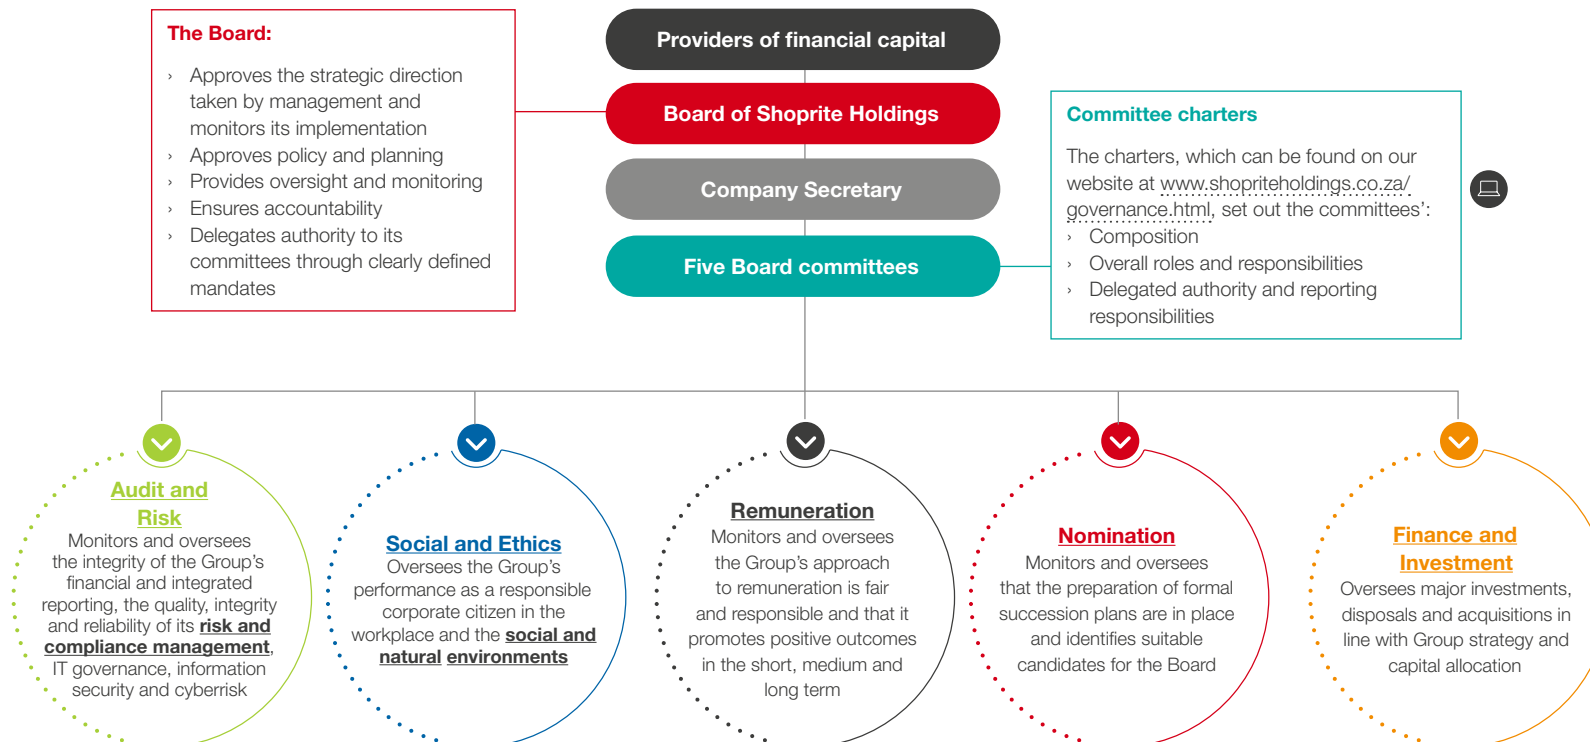 The Board:
› Approves the strategic direction
taken by management and
monitors its implementation
› Approves policy and planning
› Provides oversight and monitoring
› Ensures accountability
› Delegates authority to its
committees through clearly defined
mandates
Providers of financial capital
Board of Shoprite Holdings
Company Secretary
Five Board committees
Committee charters
The charters, which can be found on our
website at www.shopriteholdings.co.za/
governance.html, set out the committees’:
› Composition
› Overall roles and responsibilities
› Delegated authority and reporting
responsibilities
Audit and
Risk
Monitors and oversees
the integrity of the Group’s
financial and integrated
reporting, the quality, integrity
and reliability of its risk and
compliance management,
IT governance, information
security and cyberrisk
Social and Ethics
Oversees the Group’s
performance as a responsible
corporate citizen in the
workplace and the social and
natural environments
Remuneration
Monitors and oversees
the Group’s approach
to remuneration is fair
and responsible and that it
promotes positive outcomes
in the short, medium and
long term
Nomination
Monitors and oversees
that the preparation of formal
succession plans are in place
and identifies suitable
candidates for the Board
Finance and
Investment
Oversees major investments,
disposals and acquisitions in
line with Group strategy and
capital allocation